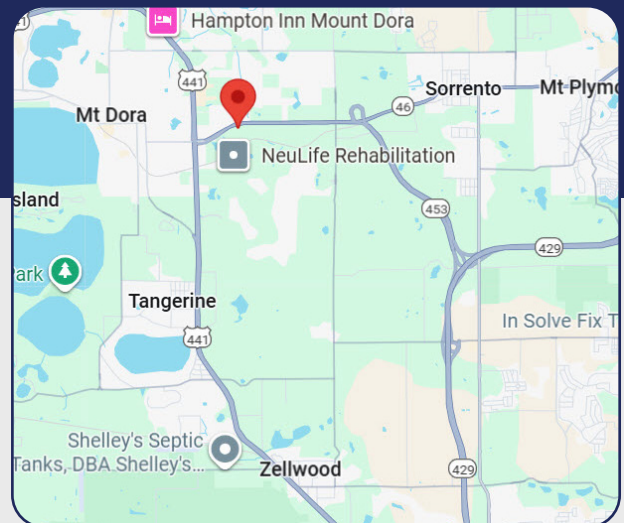 Hampton Inn Mount Dora
441
46
Sorrento
Mt Plymo
Mt Dora
NeuLife Rehabilitation
sland
453
429
ark
Tangerine
In Solve Fix T
441
Shelley's Septic
Tanks, DBA Shelley's...
Zellwood
429